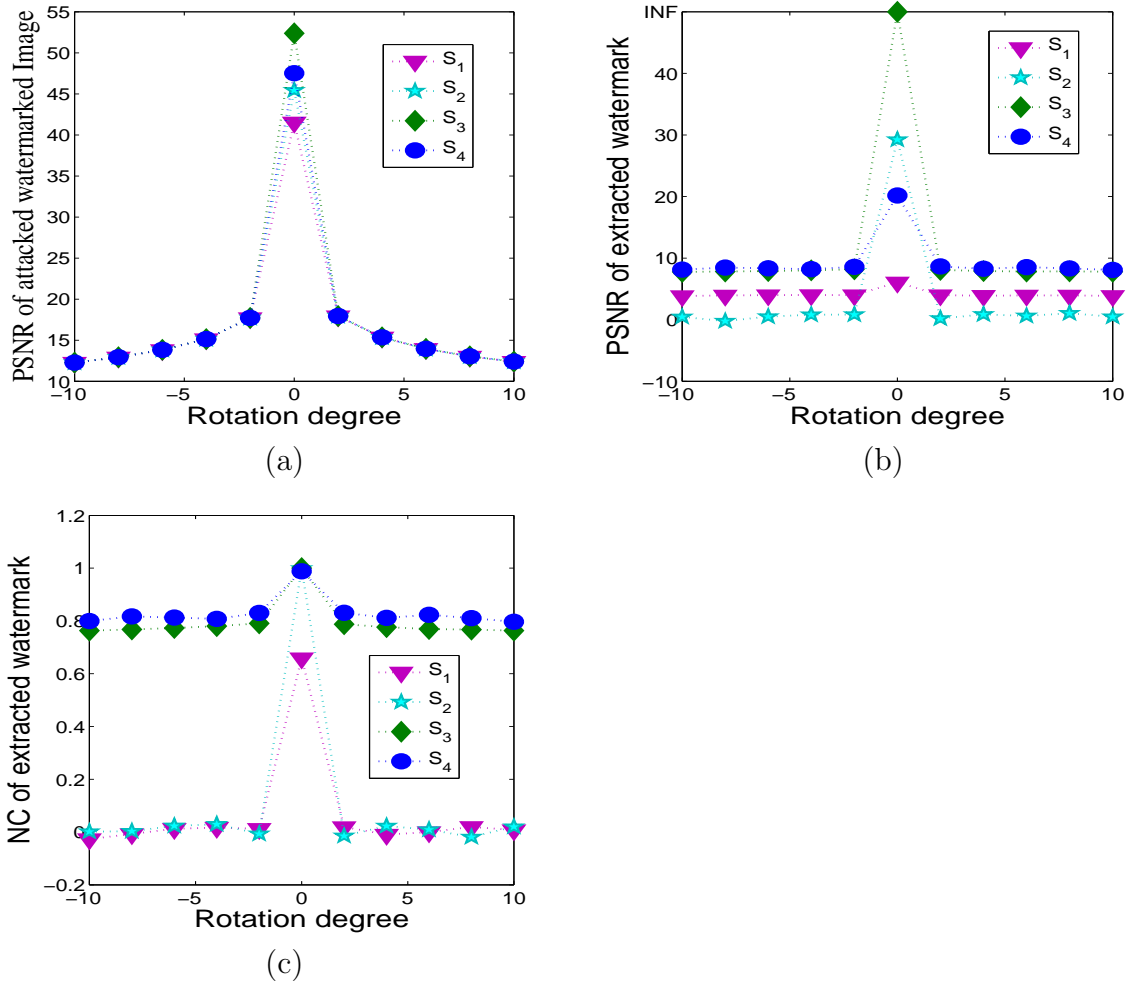 55
50
45
40
35
30
25
20
15
10
−10
−5
0
5
10
PSNR of attacked watermarked Image
Rotation degree
S1
S2
S3
S4
(a)
INF
40
30
20
10
0
−10
−10
−5
0
5
10
PSNR of extracted watermark
Rotation degree
S1
S2
S3
S4
(b)
1.2
1
0.8
0.6
0.4
0.2
0
−0.2
−10
−5
0
5
10
NC of extracted watermark
Rotation degree
S1
S2
S3
S4
(c)